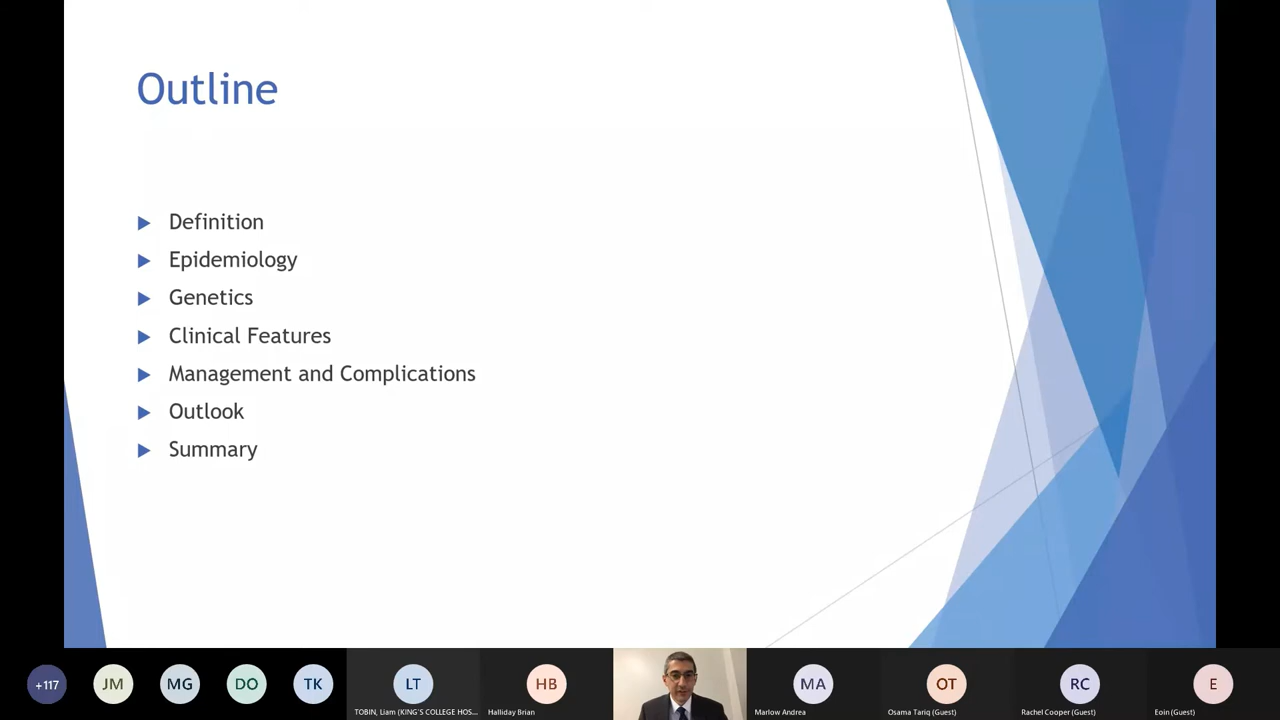 Outline
Definition
Epidemiology
Genetics
Clinical Features
Management and Complications
Outlook
Summary
+117
JM
MG
DO
TK
LT
HB
MA
OT
RC
E
TOBIN, Liam (KING'S COLLEGE HOS...
Halliday Brian
Marlow Andrea
Osama Tariq (Guest)
Rachel Cooper (Guest)
Eoin (Guest)